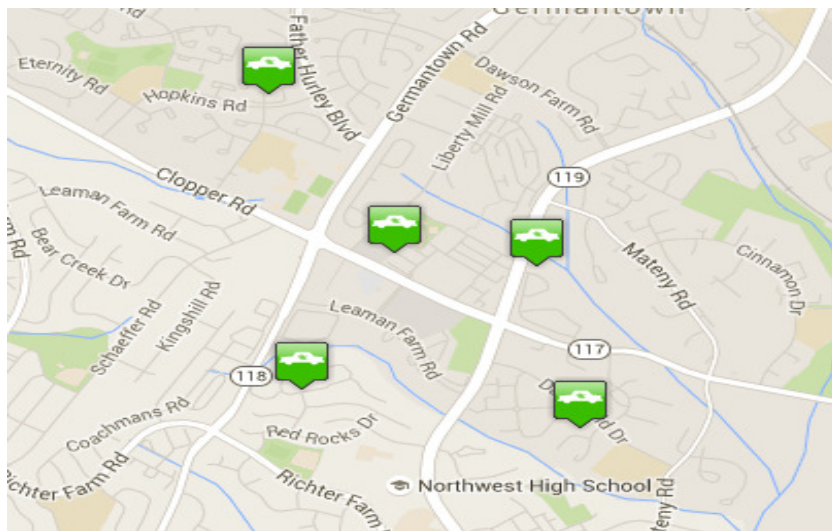 Germantown
Father Hurley Blvd
Eternity Rd
Hopkins Rd
Germantown Rd
Dawson Farm Rd
Liberty Mill Rd
119
Clopper Rd
Leaman Farm Rd
Bear Creek Dr
Mateny Rd
Cinnamon Dr
Schaeffer Rd
Kingshill Rd
Leaman Farm Rd
117
118
Coachmans Rd
Red Rocks Dr
Richter Farm Rd
Richter Farm
Northwest High School